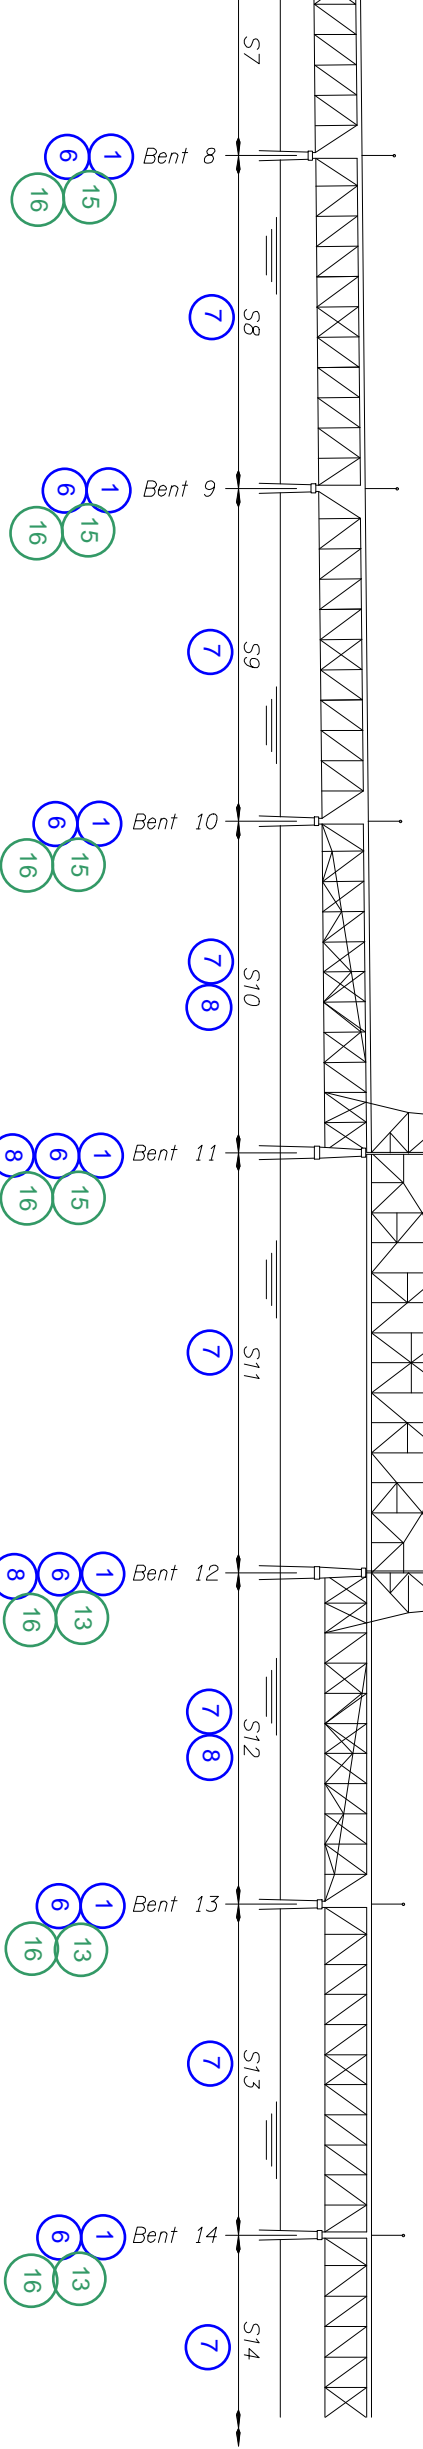 S7
6 1 Bent 8
16 15
7 S8
6 1 Bent 9
16 15
7 S9
6 1 Bent 10
16 15
7 S10
8
8 6 1 Bent 11
16 15
7 S11
8 6 1 Bent 12
16 13
7 S12
8
6 1 Bent 13
16 13
7 S13
6 1 Bent 14
16 13
7 S14